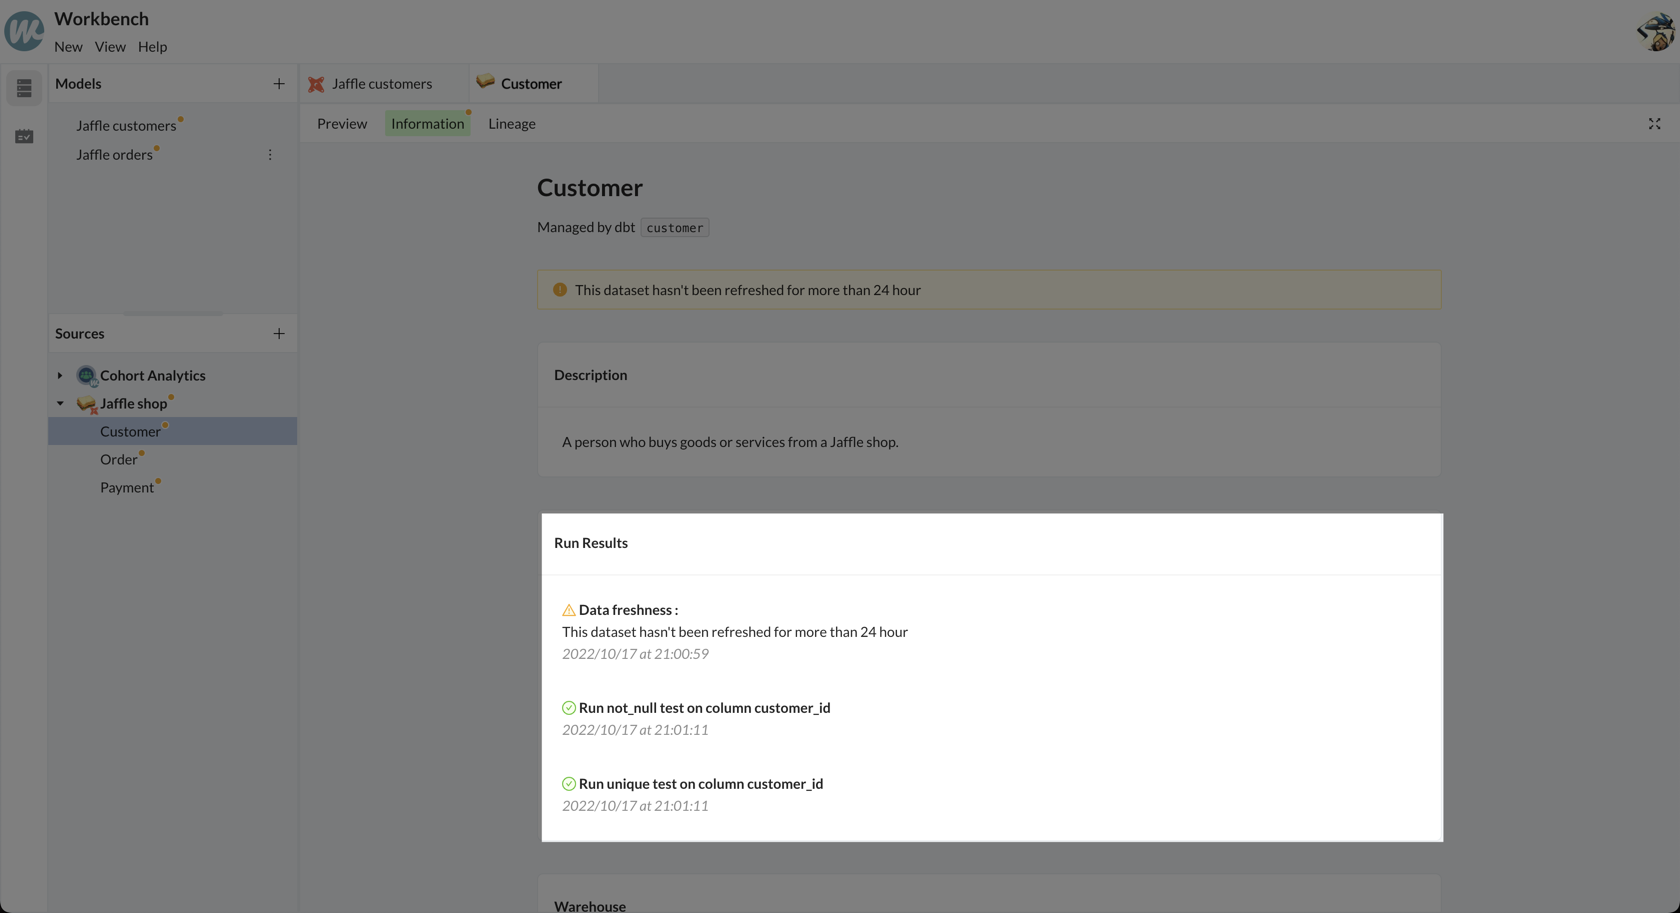 Workbench
New View Help
Models
Jaffle customers
Jaffle orders
Sources
Cohort Analytics
Jaffle shop
Customer
Order
Payment
Jaffle customers
Customer
Preview Information Lineage
Customer
Managed by dbt customer
This dataset hasn't been refreshed for more than 24 hour
Description
A person who buys goods or services from a Jaffle shop.
Run Results
Data freshness :
This dataset hasn't been refreshed for more than 24 hour
2022/10/17 at 21:00:59
Run not_null test on column customer_id
2022/10/17 at 21:01:11
Run unique test on column customer_id
2022/10/17 at 21:01:11
Warehouse